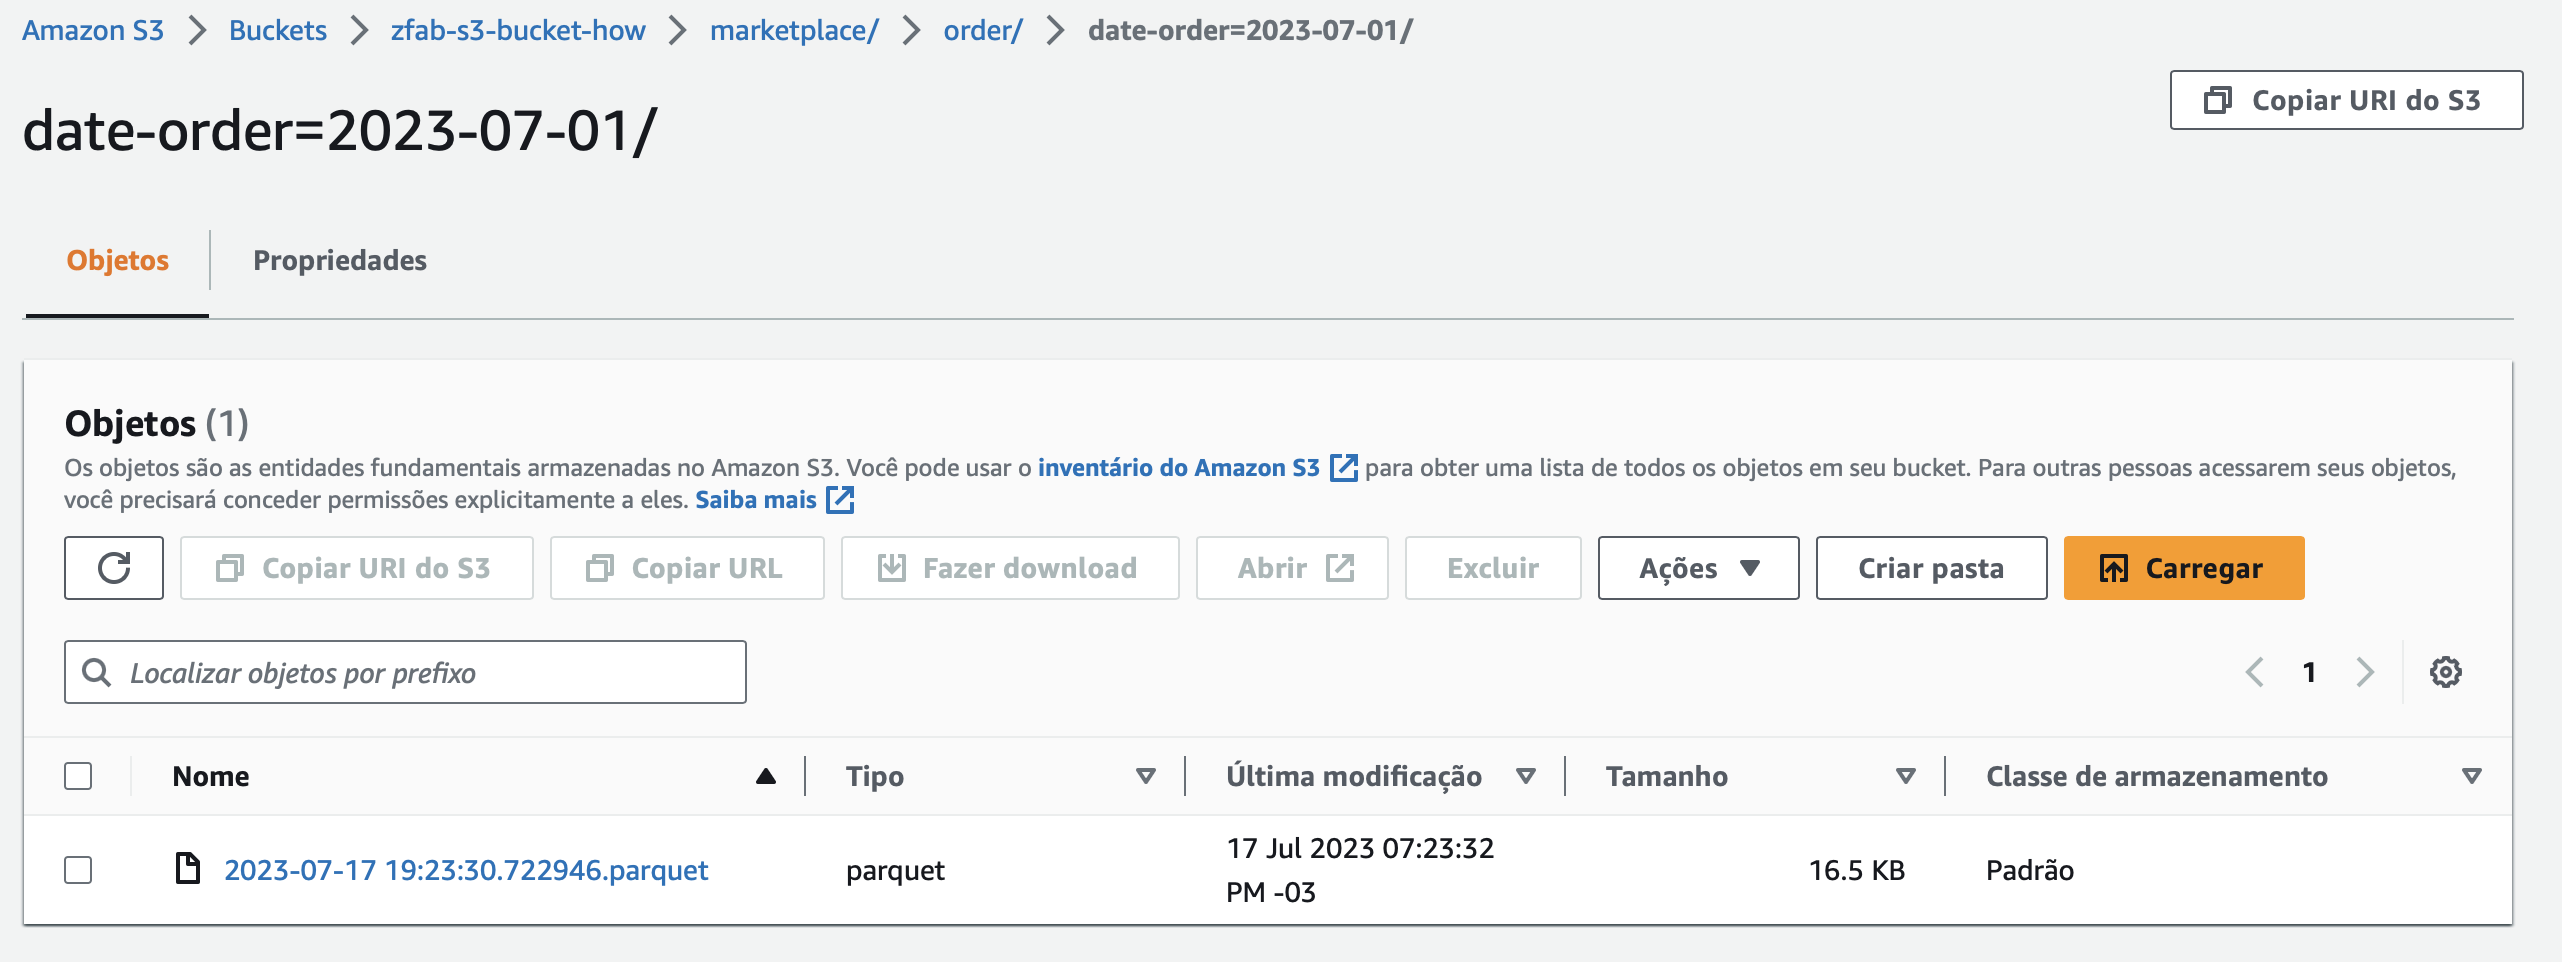 Amazon S3 > Buckets > zfab-s3-bucket-how > marketplace/ > order/ > date-order=2023-07-01/
Copiar URI do S3
date-order=2023-07-01/
Objetos Propriedades
Objetos (1)
Os objetos são as entidades fundamentais armazenadas no Amazon S3. Você pode usar o inventário do Amazon S3 para obter uma lista de todos os objetos em seu bucket. Para outras pessoas acessarem seus objetos,
você precisará conceder permissões explicitamente a eles. Saiba mais
Copiar URI do S3 Copiar URL Fazer download Abrir Excluir Ações Criar pasta Carregar
Localizar objetos por prefixo
1
Nome Tipo Última modificação Tamanho Classe de armazenamento
2023-07-17 19:23:30.722946.parquet parquet 17 Jul 2023 07:23:32
PM -03 16.5 KB Padrão